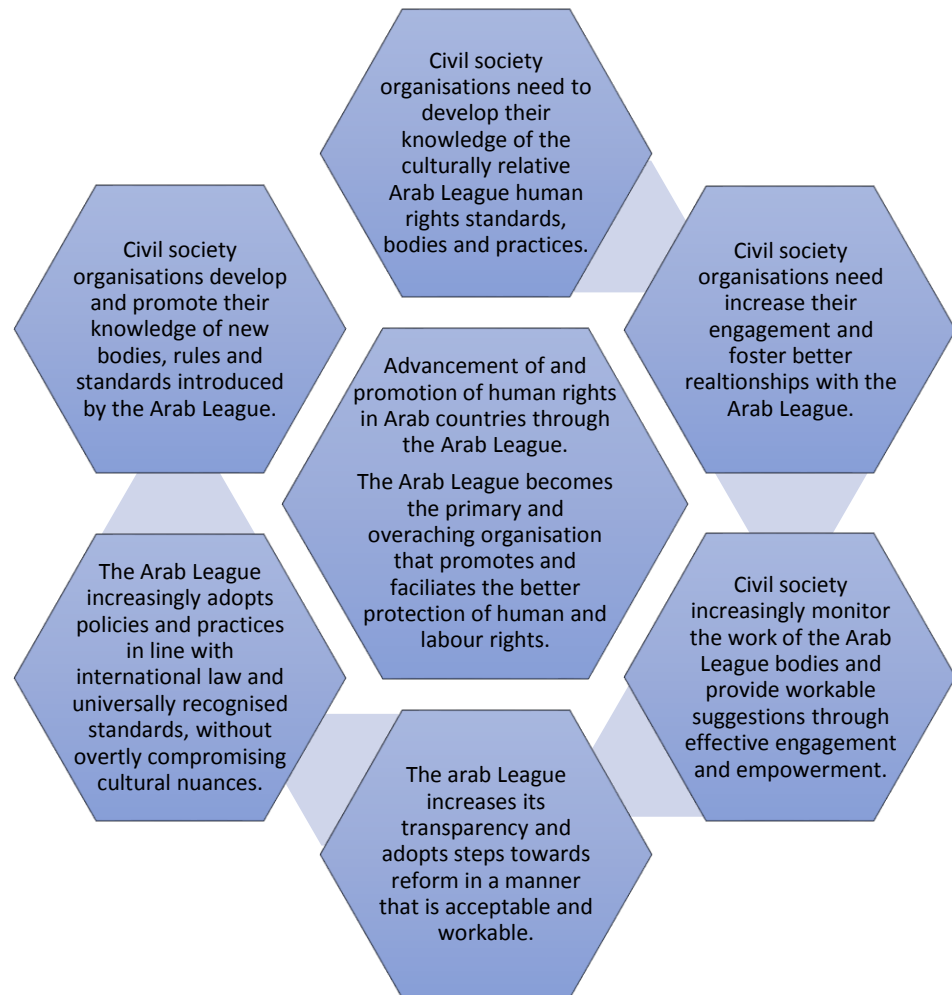 Civil society
organisations need to
develop their
knowledge of the
culturally relative
Arab League human
rights standards,
bodies and practices.
Civil society
organisations need
increase their
engagement and
foster better
realtionships with the
Arab League.
Civil society
increasingly monitor
the work of the Arab
League bodies and
provide workable
suggestions through
effective engagement
and empowerment.
The arab League
increases its
transparency and
adopts steps towards
reform in a manner
that is acceptable and
workable.
The Arab League
increasingly adopts
policies and practices
in line with
international law and
universally recognised
standards, without
overtly compromising
cultural nuances.
Civil society
organisations develop
and promote their
knowledge of new
bodies, rules and
standards introduced
by the Arab League.
Advancement of and
promotion of human rights
in Arab countries through
the Arab League.
The Arab League becomes
the primary and
overaching organisation
that promotes and
faciliates the better
protection of human and
labour rights.